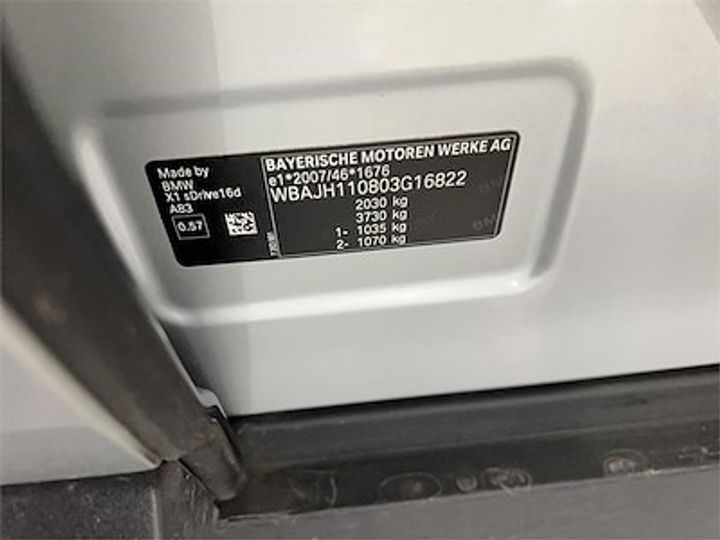 Made by
BMW
X1 sDrive16d
A83
0.57
BAYERISCHE MOTOREN WERKE AG
e1*2007/46*1676
WBAJH110803G16822
2030 kg
3730 kg
1- 1035 kg
2- 1070 kg